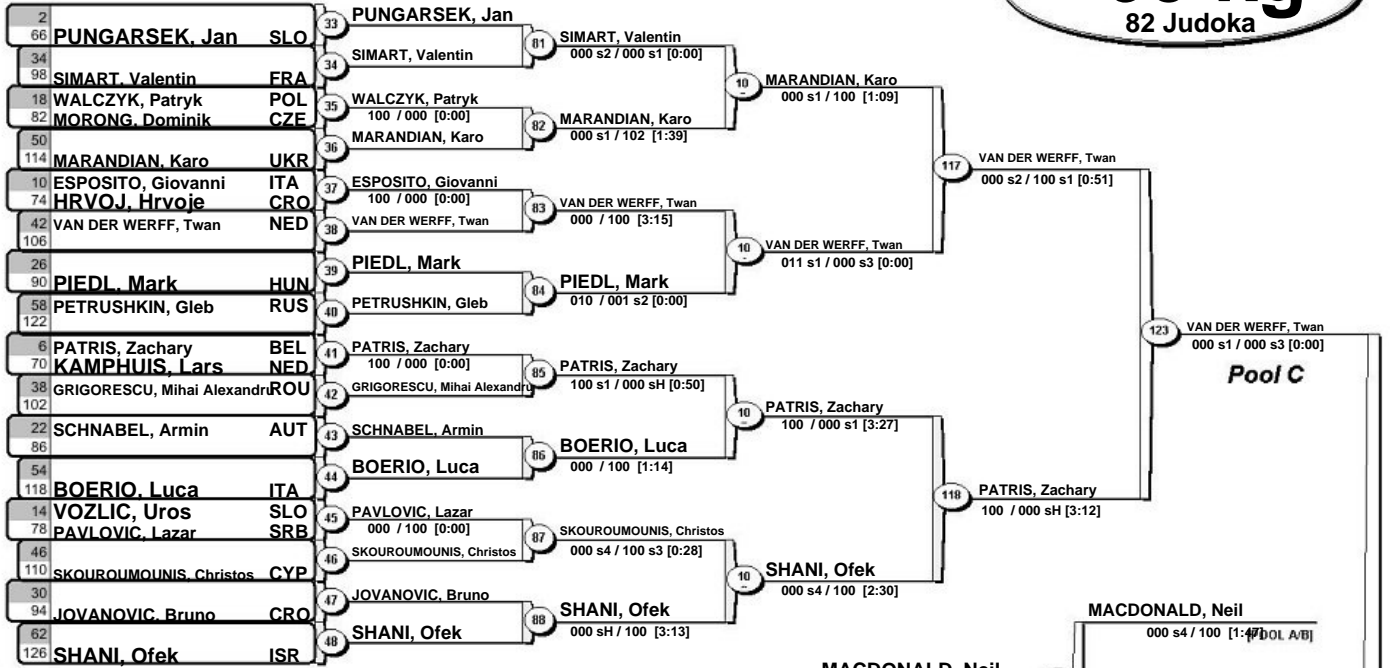 82 Judoka
2
66 PUNGARSEK, Jan SLO
34
98 SIMART, Valentin FRA
18 WALCZYK, Patryk POL
82 MORONG, Dominik CZE
50
114 MARANDIAN, Karo UKR
10 ESPOSITO, Giovanni ITA
74 HRVOJ, Hrvoje CRO
42 VAN DER WERFF, Twan NED
106
26
90 PIEDL, Mark HUN
58 PETRUSHKIN, Gleb RUS
122
6 PATRIS, Zachary BEL
70 KAMPHUIS, Lars NED
38 GRIGORESCU, Mihai Alexandru ROU
102
22 SCHNABEL, Armin AUT
86
54
118 BOERIO, Luca ITA
14 VOZLIC, Uros SLO
78 PAVLOVIC, Lazar SRB
46
110 SKOUROUMOUNIS, Christos CYP
30
94 JOVANOVIC, Bruno CRO
62
126 SHANI, Ofek ISR
33 PUNGARSEK, Jan
34 SIMART, Valentin
35 WALCZYK, Patryk
100 / 000 [0:00]
36 MARANDIAN, Karo
37 ESPOSITO, Giovanni
100 / 000 [0:00]
38 VAN DER WERFF, Twan
39 PIEDL, Mark
40 PETRUSHKIN, Gleb
41 PATRIS, Zachary
100 / 000 [0:00]
42 GRIGORESCU, Mihai Alexandru
43 SCHNABEL, Armin
44 BOERIO, Luca
45 PAVLOVIC, Lazar
000 / 100 [0:00]
46 SKOUROUMOUNIS, Christos
47 JOVANOVIC, Bruno
48 SHANI, Ofek
81 SIMART, Valentin
000 s2 / 000 s1 [0:00]
82 MARANDIAN, Karo
000 s1 / 102 [1:39]
83 VAN DER WERFF, Twan
000 / 100 [3:15]
84 PIEDL, Mark
010 / 001 s2 [0:00]
85 PATRIS, Zachary
100 s1 / 000 sH [0:50]
86 BOERIO, Luca
000 / 100 [1:14]
87 SKOUROUMOUNIS, Christos
000 s4 / 100 s3 [0:28]
88 SHANI, Ofek
000 sH / 100 [3:13]
10 MARANDIAN, Karo
000 s1 / 100 [1:09]
10 VAN DER WERFF, Twan
011 s1 / 000 s3 [0:00]
10 PATRIS, Zachary
100 / 000 s1 [3:27]
10 SHANI, Ofek
000 s4 / 100 [2:30]
117 VAN DER WERFF, Twan
000 s2 / 100 s1 [0:51]
118 PATRIS, Zachary
100 / 000 sH [3:12]
123 VAN DER WERFF, Twan
000 s1 / 000 s3 [0:00]
Pool C
MACDONALD, Neil
000 s4 / 100 [1:47]
MACDONALD, Neil